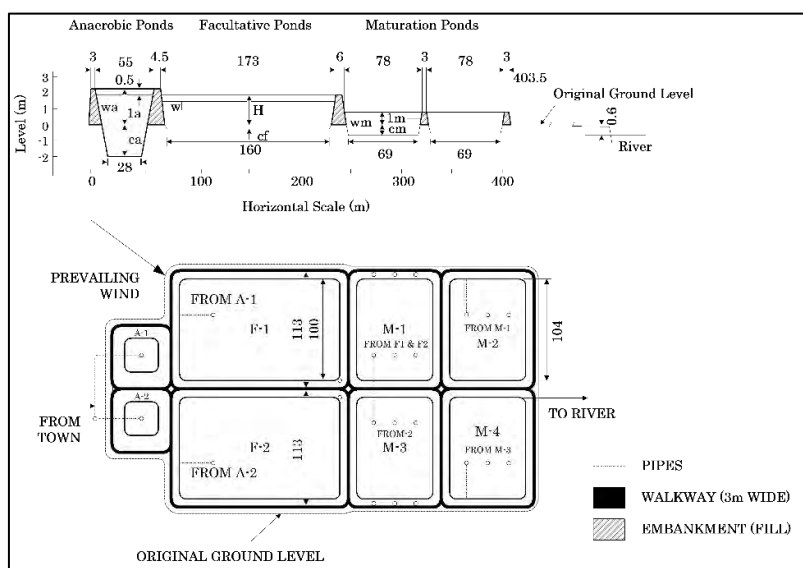 Anaerobic Ponds Facultative Ponds Maturation Ponds
3 55 4.5 173 6 78 3 78 3
403.5
0.5
Original Ground Level
Level (m)
3
2
1
0
-1
-2
wa
1a
ca
wl
H
cf
wm
1m
cm
0.6
River
160
69
69
28
0 100 200 300 400
Horizontal Scale (m)
PREVAILING
WIND
FROM A-1
F-1
113
100
M-1
FROM F1 & F2
FROM M-1
M-2
104
A-1
A-2
FROM
TOWN
TO RIVER
F-2
FROM A-2
113
FROM-2
M-3
M-4
FROM M-3
PIPES
WALKWAY (3m WIDE)
EMBANKMENT (FILL)
ORIGINAL GROUND LEVEL